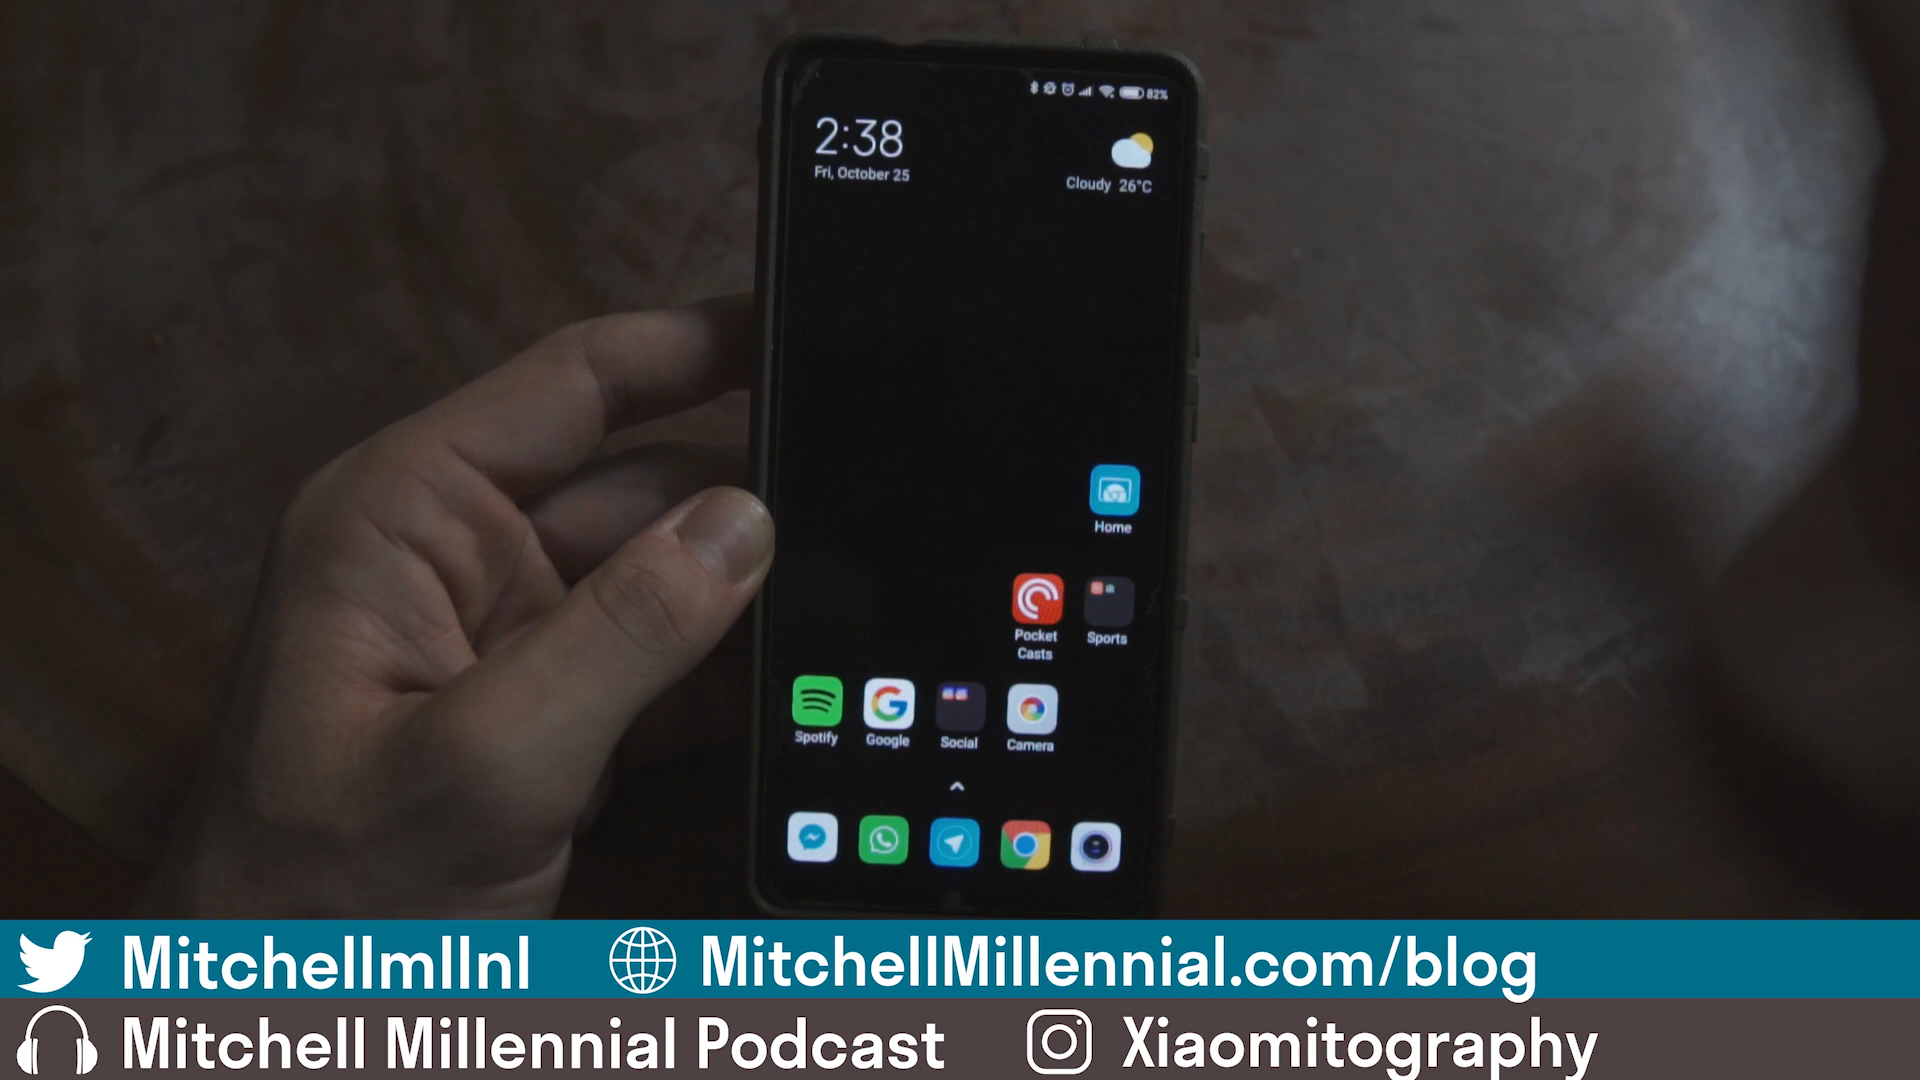 82%
2:38
Fri, October 25
Cloudy 26°C
Home
Pocket Casts
Sports
Spotify
Google
Social
Camera
Mitchellmllnl
MitchellMillennial.com/blog
Mitchell Millennial Podcast
Xiaomitography